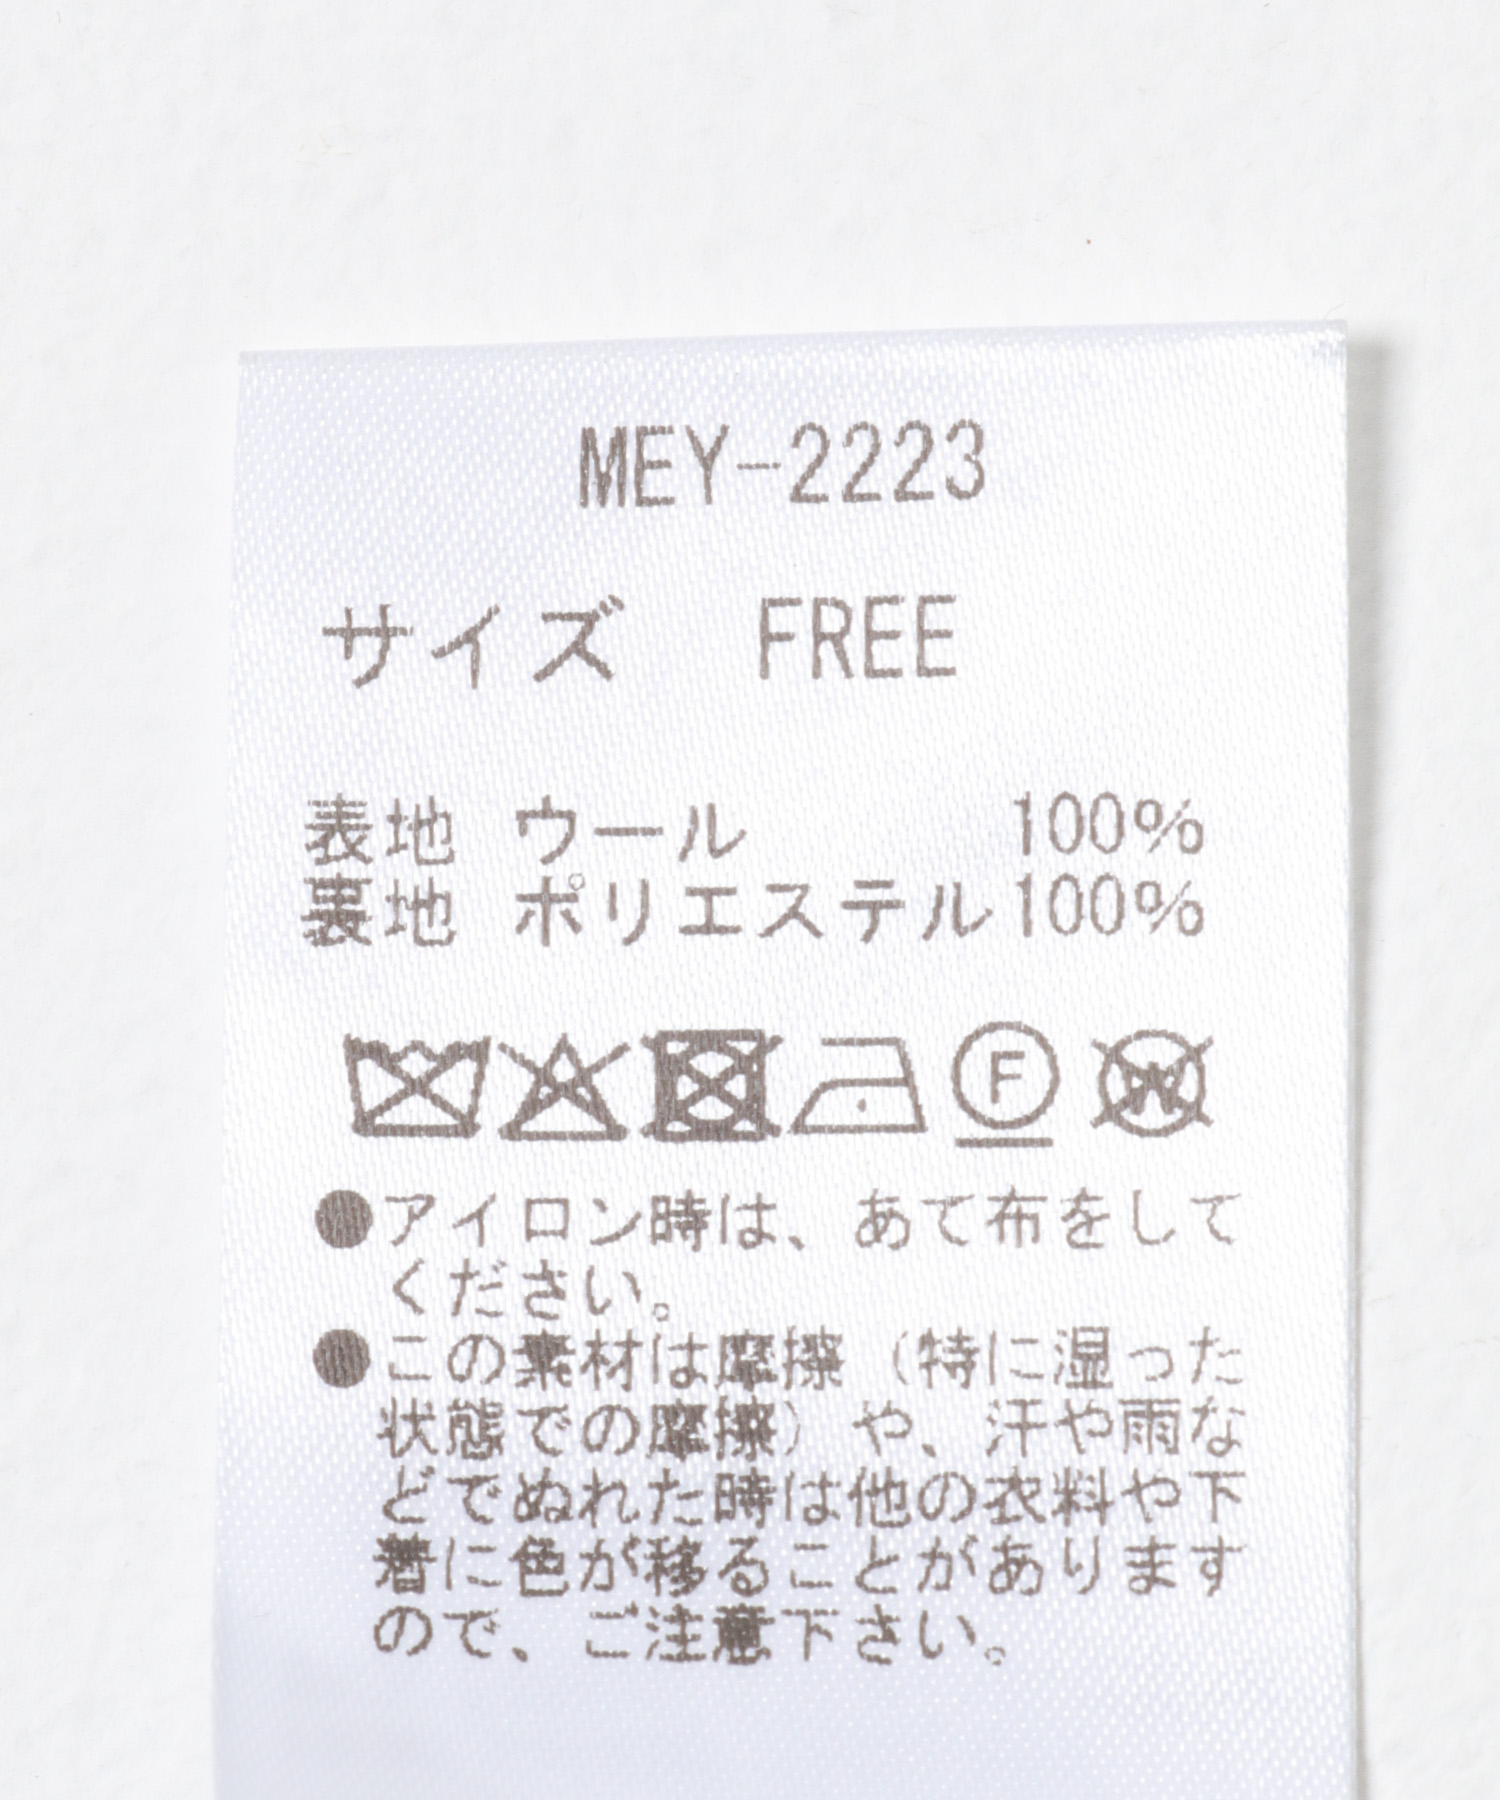 MEY-2223
サイズ FREE
表地 ウール 100%
裏地 ポリエステル100%
F
W
●アイロン時は、あて布をして
ください。
●この素材は摩擦（特に湿った
状態での摩擦）や、汗や雨な
どでぬれた時は他の衣料や下
着に色が移ることがあります
ので、ご注意下さい。